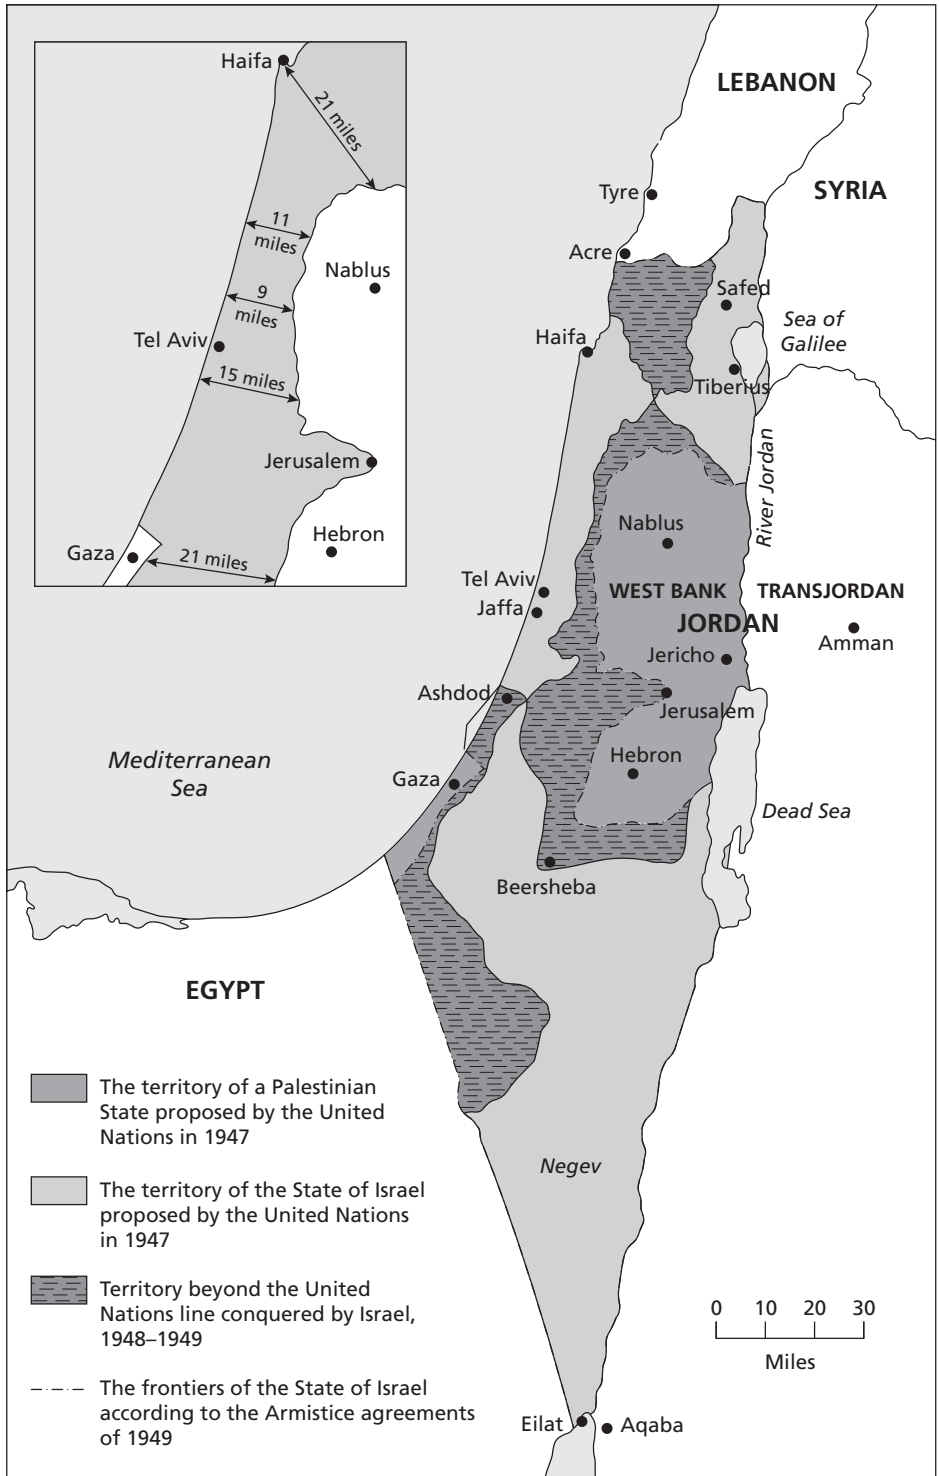 Haifa
21 miles
11
miles
9
miles
Nablus
Tel Aviv
15 miles
Jerusalem
Hebron
Gaza
21 miles
LEBANON
SYRIA
Tyre
Acre
Safed
Sea of
Galilee
Haifa
Tiberius
River Jordan
Nablus
Tel Aviv
Jaffa
WEST BANK
TRANSJORDAN
JORDAN
Amman
Jericho
Ashdod
Jerusalem
Mediterranean
Sea
Hebron
Gaza
Dead Sea
Beersheba
EGYPT
Negev
The territory of a Palestinian
State proposed by the United
Nations in 1947
The territory of the State of Israel
proposed by the United Nations
in 1947
Territory beyond the United
Nations line conquered by Israel,
1948–1949
The frontiers of the State of Israel
according to the Armistice agreements
of 1949
0 10 20 30
Miles
Eilat
Aqaba